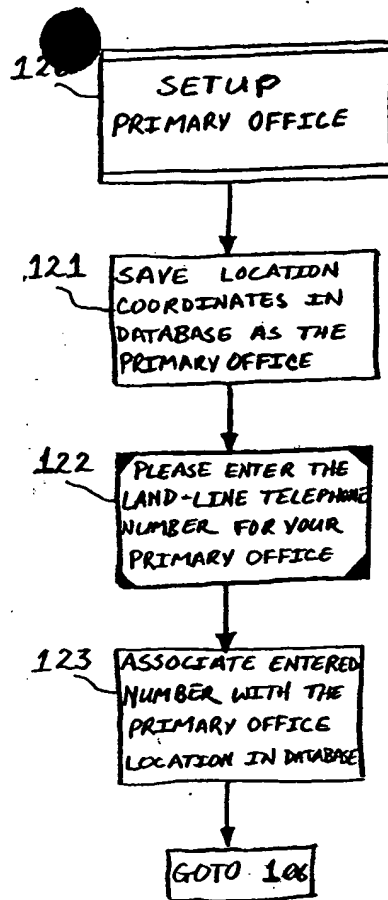 SETUP
PRIMARY OFFICE
121
SAVE LOCATION
COORDINATES IN
DATABASE AS THE
PRIMARY OFFICE
122
PLEASE ENTER THE
LAND-LINE TELEPHONE
NUMBER FOR YOUR
PRIMARY OFFICE
123
ASSOCIATE ENTERED
NUMBER WITH THE
PRIMARY OFFICE
LOCATION IN DATABASE
GOTO